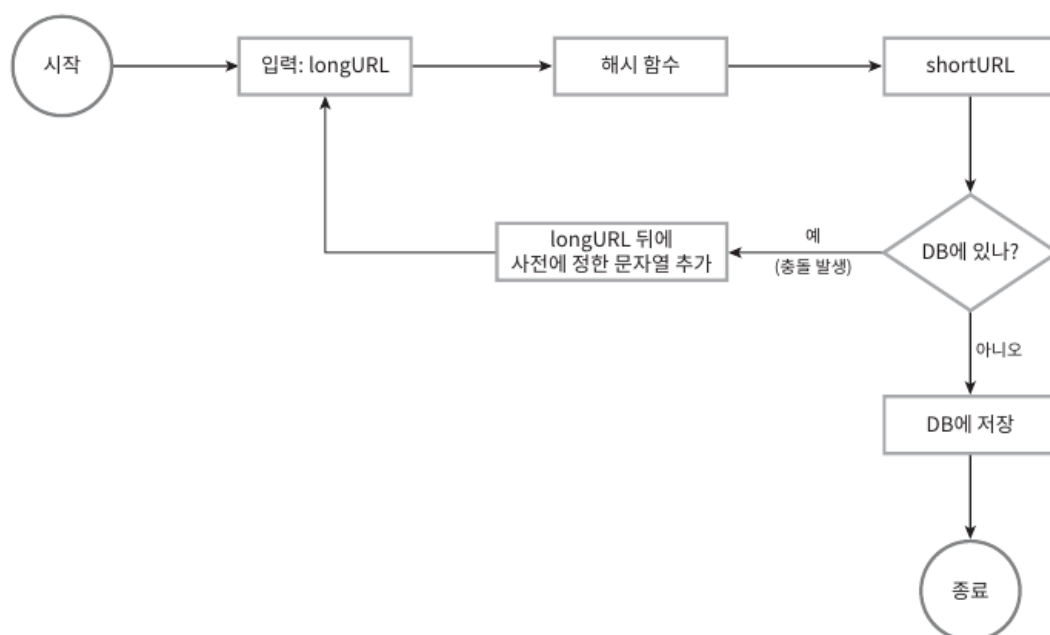 시작
입력: longURL
해시 함수
shortURL
longURL 뒤에
사전에 정한 문자열 추가
예
(충돌 발생)
DB에 있나?
아니오
DB에 저장
종료